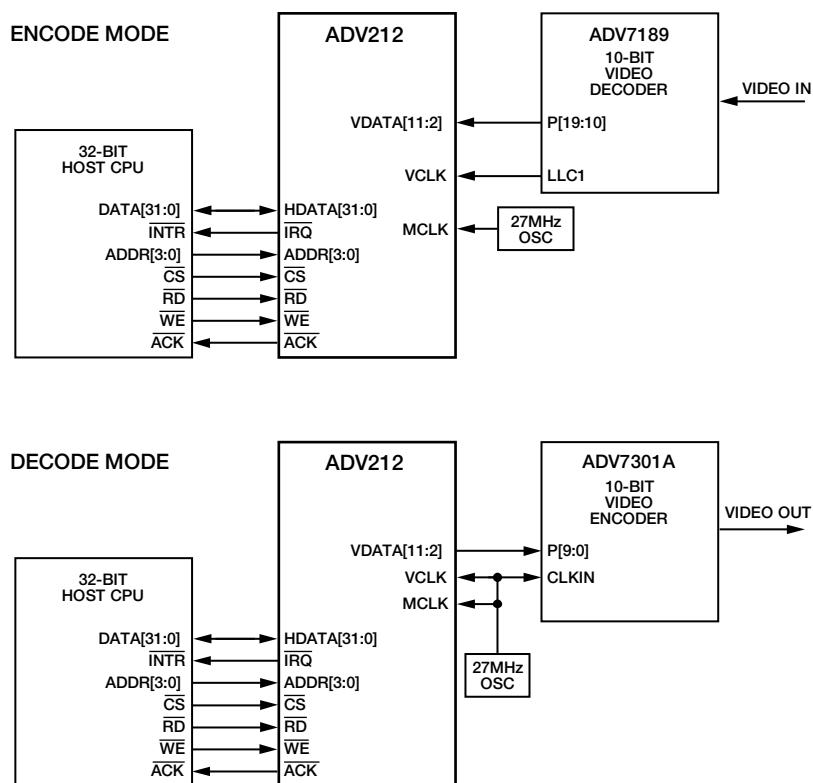 ENCODE MODE
ADV212
ADV7189
10-BIT
VIDEO
DECODER
VIDEO IN
VDATA[11:2]
P[19:10]
32-BIT
HOST CPU
VCLK
LLC1
DATA[31:0]
HDATA[31:0]
MCLK
27MHz
OSC
INTR
IRQ
ADDR[3:0]
ADDR[3:0]
CS
CS
RD
RD
WE
WE
ACK
ACK
DECODE MODE
ADV212
ADV7301A
10-BIT
VIDEO
ENCODER
VIDEO OUT
VDATA[11:2]
P[9:0]
32-BIT
HOST CPU
VCLK
CLKIN
MCLK
DATA[31:0]
HDATA[31:0]
INTR
IRQ
27MHz
OSC
ADDR[3:0]
ADDR[3:0]
CS
CS
RD
RD
WE
WE
ACK
ACK